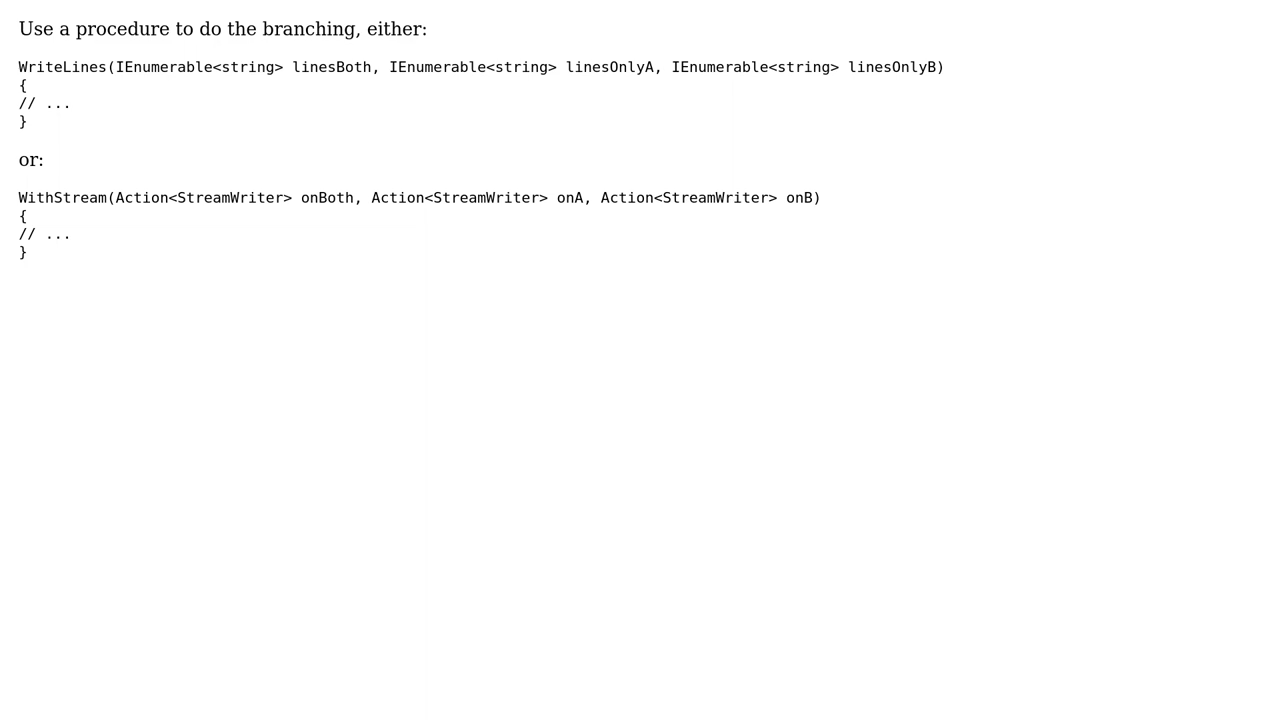 Use a procedure to do the branching, either:
WriteLines(IEnumerable<string> linesBoth, IEnumerable<string> linesOnlyA, IEnumerable<string> linesOnlyB)
{
// ...
}
or:
WithStream(Action<StreamWriter> onBoth, Action<StreamWriter> onA, Action<StreamWriter> onB)
{
// ...
}